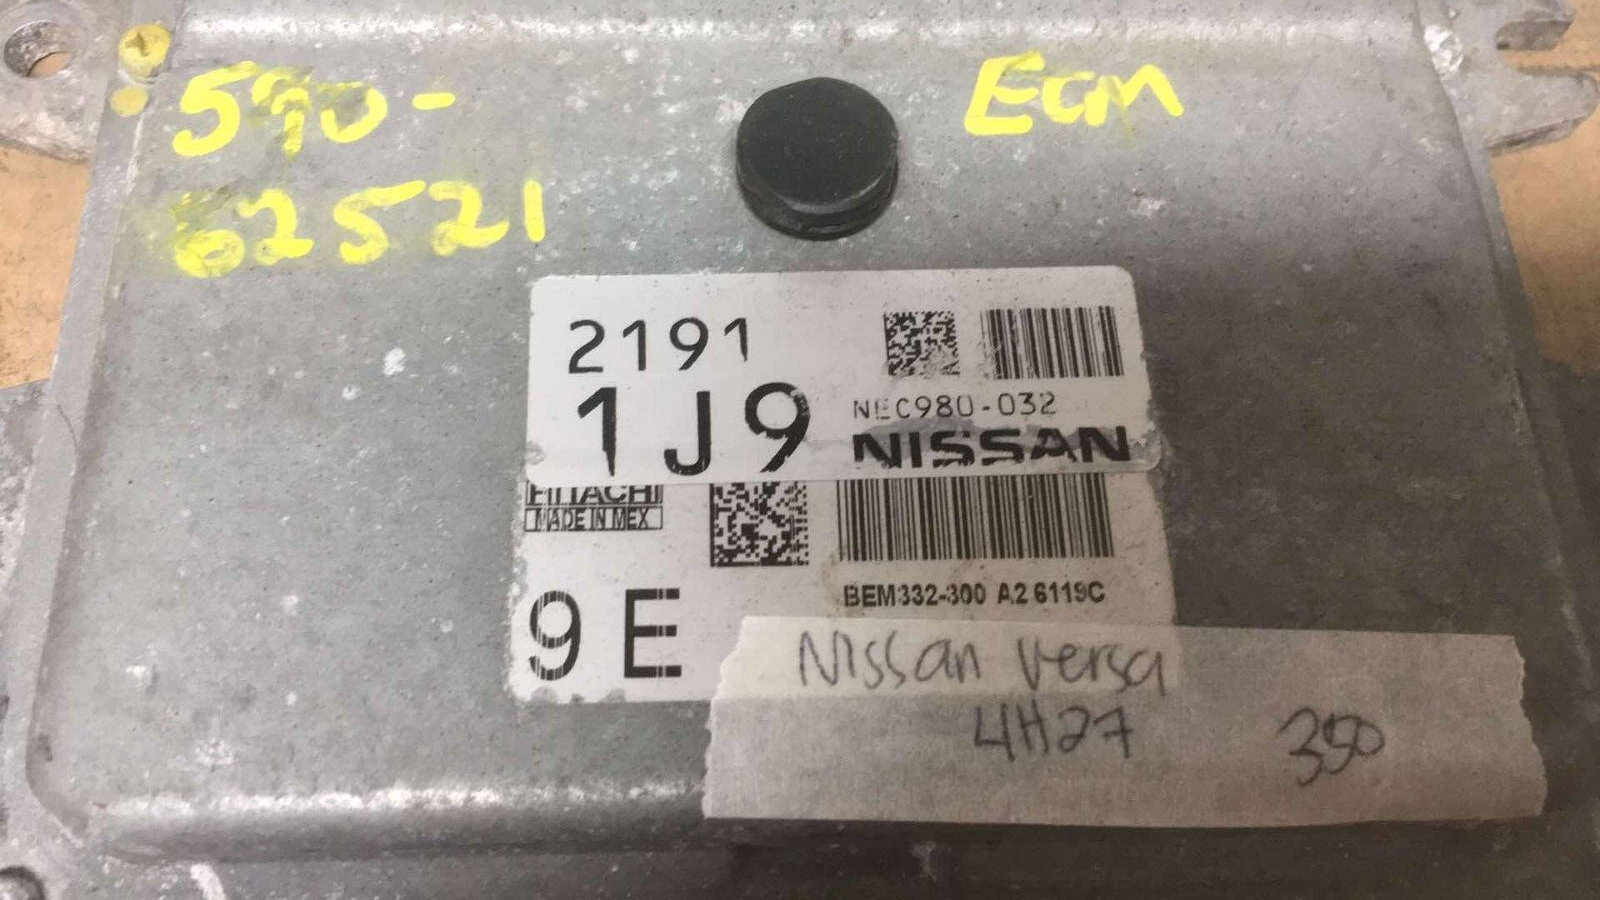 590-
62521
ECM
2191
1J9
NEC980-032
NISSAN
HITACHI
MADE IN MEX
BEM332-300 A2 6119C
9E
Nissan Versa
4H27
350